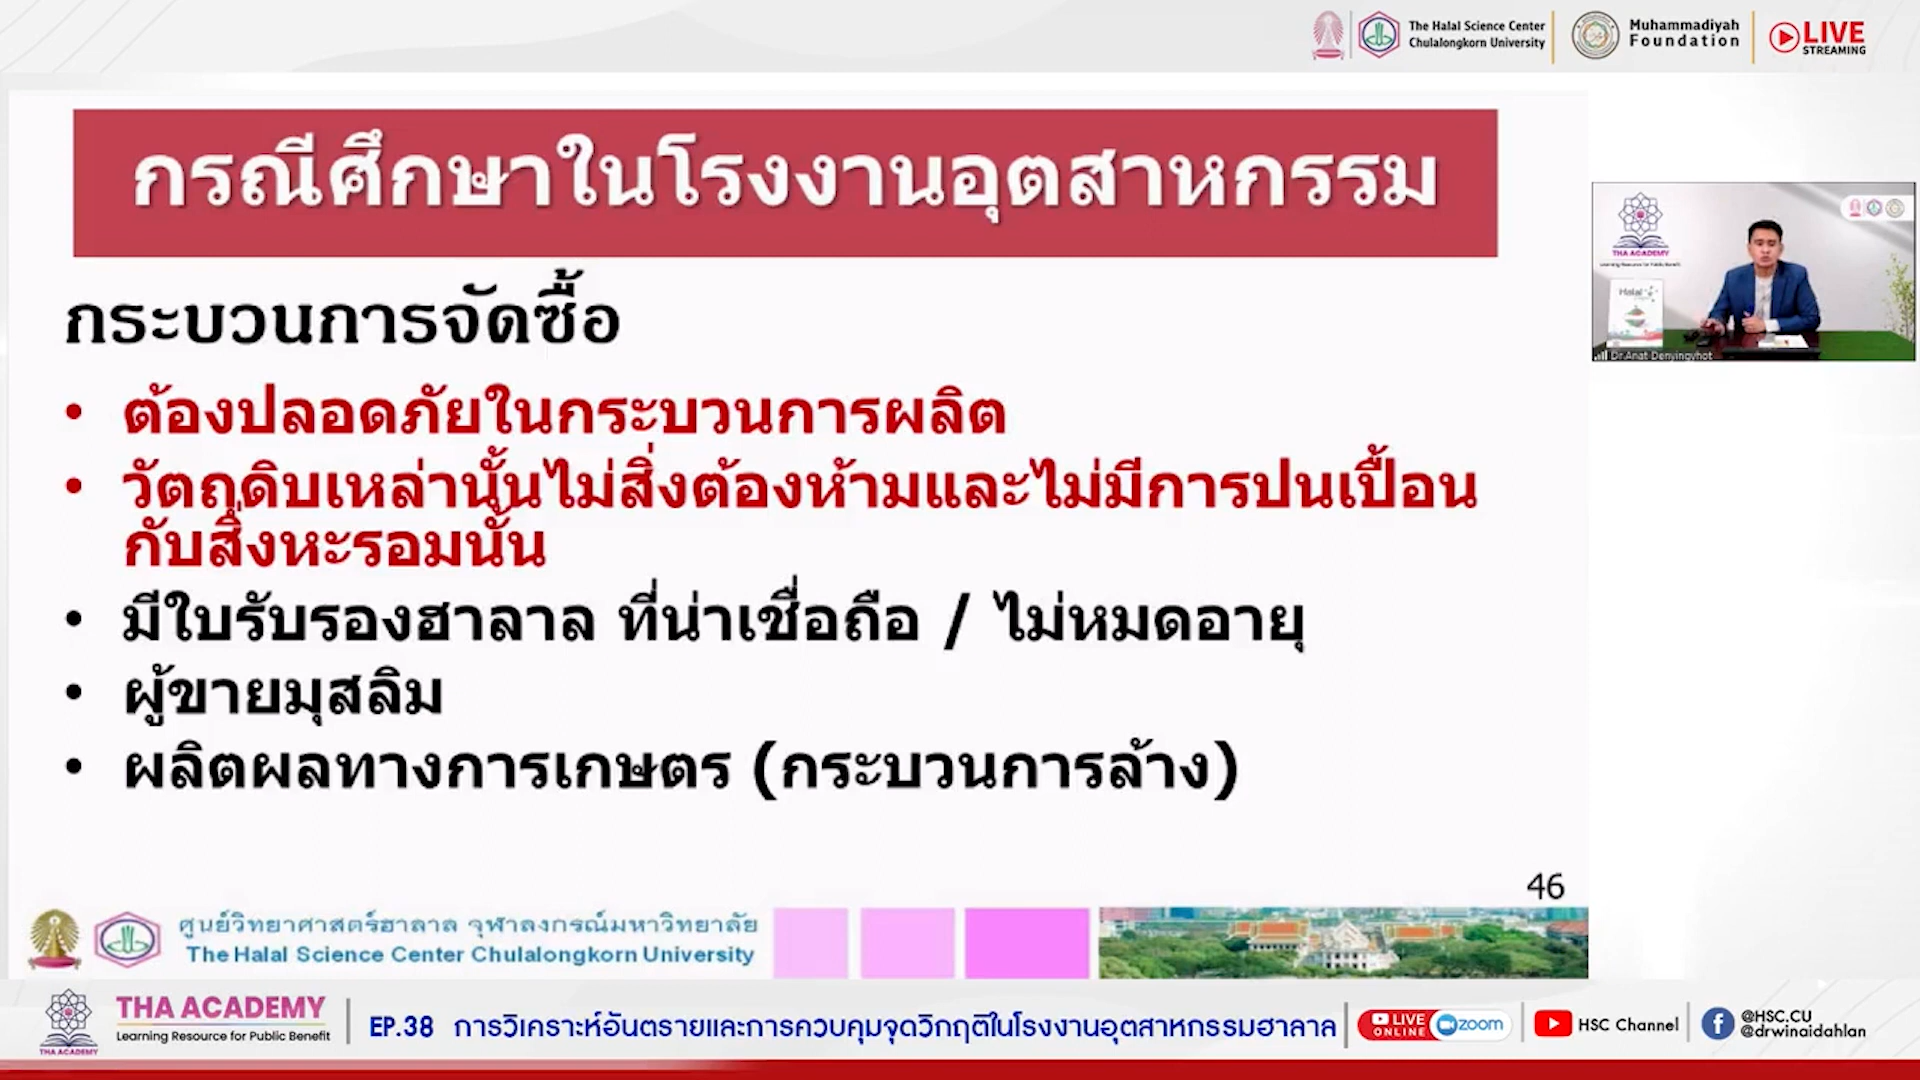 The Halal Science Center
Chulalongkorn University
Muhammadiyah
Foundation
LIVE
STREAMING
กรณีศึกษาในโรงงานอุตสาหกรรม
กระบวนการจัดซื้อ
• ต้องปลอดภัยในกระบวนการผลิต
• วัตถุดิบเหล่านั้นไม่สิ่งต้องห้ามและไม่มีการปนเปื้อน
กับสิ่งหะรอมนั้น
• มีใบรับรองฮาลาล ที่น่าเชื่อถือ / ไม่หมดอายุ
• ผู้ขายมุสลิม
• ผลิตผลทางการเกษตร (กระบวนการล้าง)
46
THA ACADEMY
Learning Resource for Public Benefit
Halal
Dr.Anat Denyingyhot
ศูนย์วิทยาศาสตร์ฮาลาล จุฬาลงกรณ์มหาวิทยาลัย
The Halal Science Center Chulalongkorn University
THA ACADEMY
THA ACADEMY
Learning Resource for Public Benefit
EP.38 การวิเคราะห์อันตรายและการควบคุมจุดวิกฤติในโรงงานอุตสาหกรรมฮาลาล
LIVE
ONLINE
zoom
HSC Channel
@HSC.CU
@drwinaidahlan